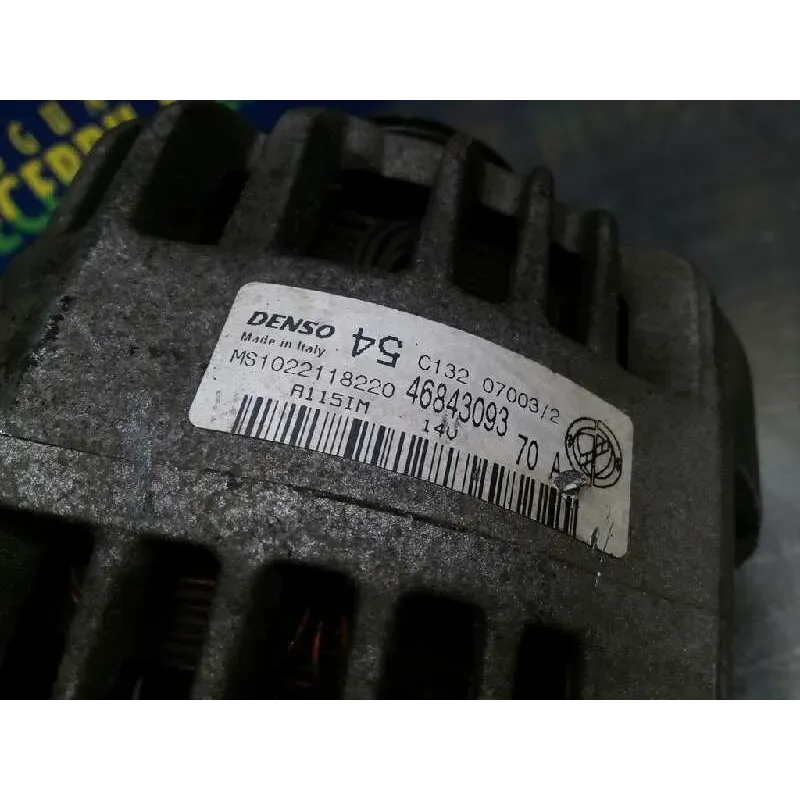 DENSO
Made in Italy
54
C132 07003/2
MS1022118220 46843093
A115IM 14V 70 A